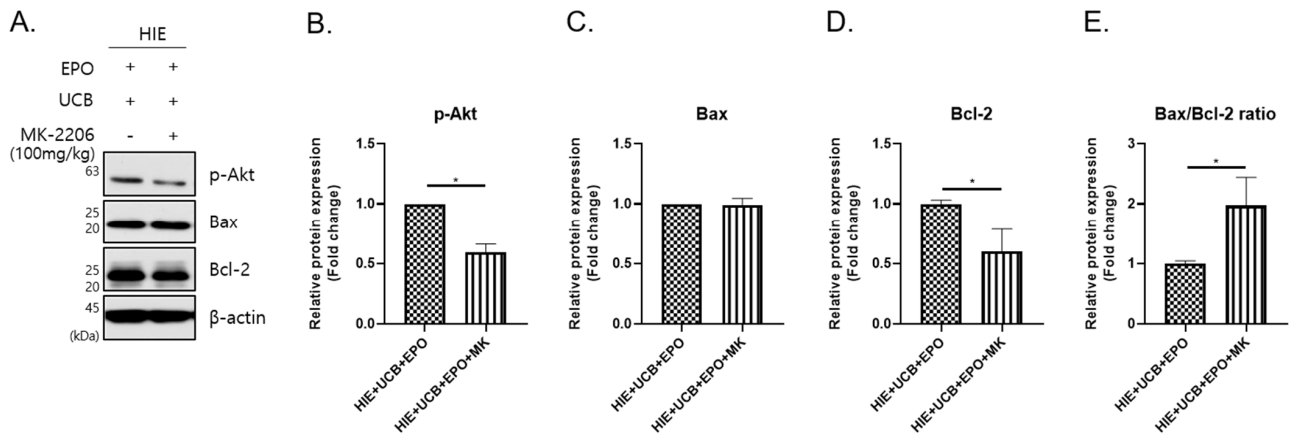 A.
HIE
EPO + +
UCB + +
MK-2206 - +
(100mg/kg)
63
p-Akt
25
20
Bax
25
20
Bcl-2
45
β-actin
(kDa)
B.
p-Akt
Relative protein expression
(Fold change)
1.5
1.0
0.5
0.0
*
HIE+UCB+EPO
HIE+UCB+EPO+MK
C.
Bax
Relative protein expression
(Fold change)
1.5
1.0
0.5
0.0
HIE+UCB+EPO
HIE+UCB+EPO+MK
D.
Bcl-2
Relative protein expression
(Fold change)
1.5
1.0
0.5
0.0
*
HIE+UCB+EPO
HIE+UCB+EPO+MK
E.
Bax/Bcl-2 ratio
Relative protein expression
(Fold change)
3
2
1
0
*
HIE+UCB+EPO
HIE+UCB+EPO+MK